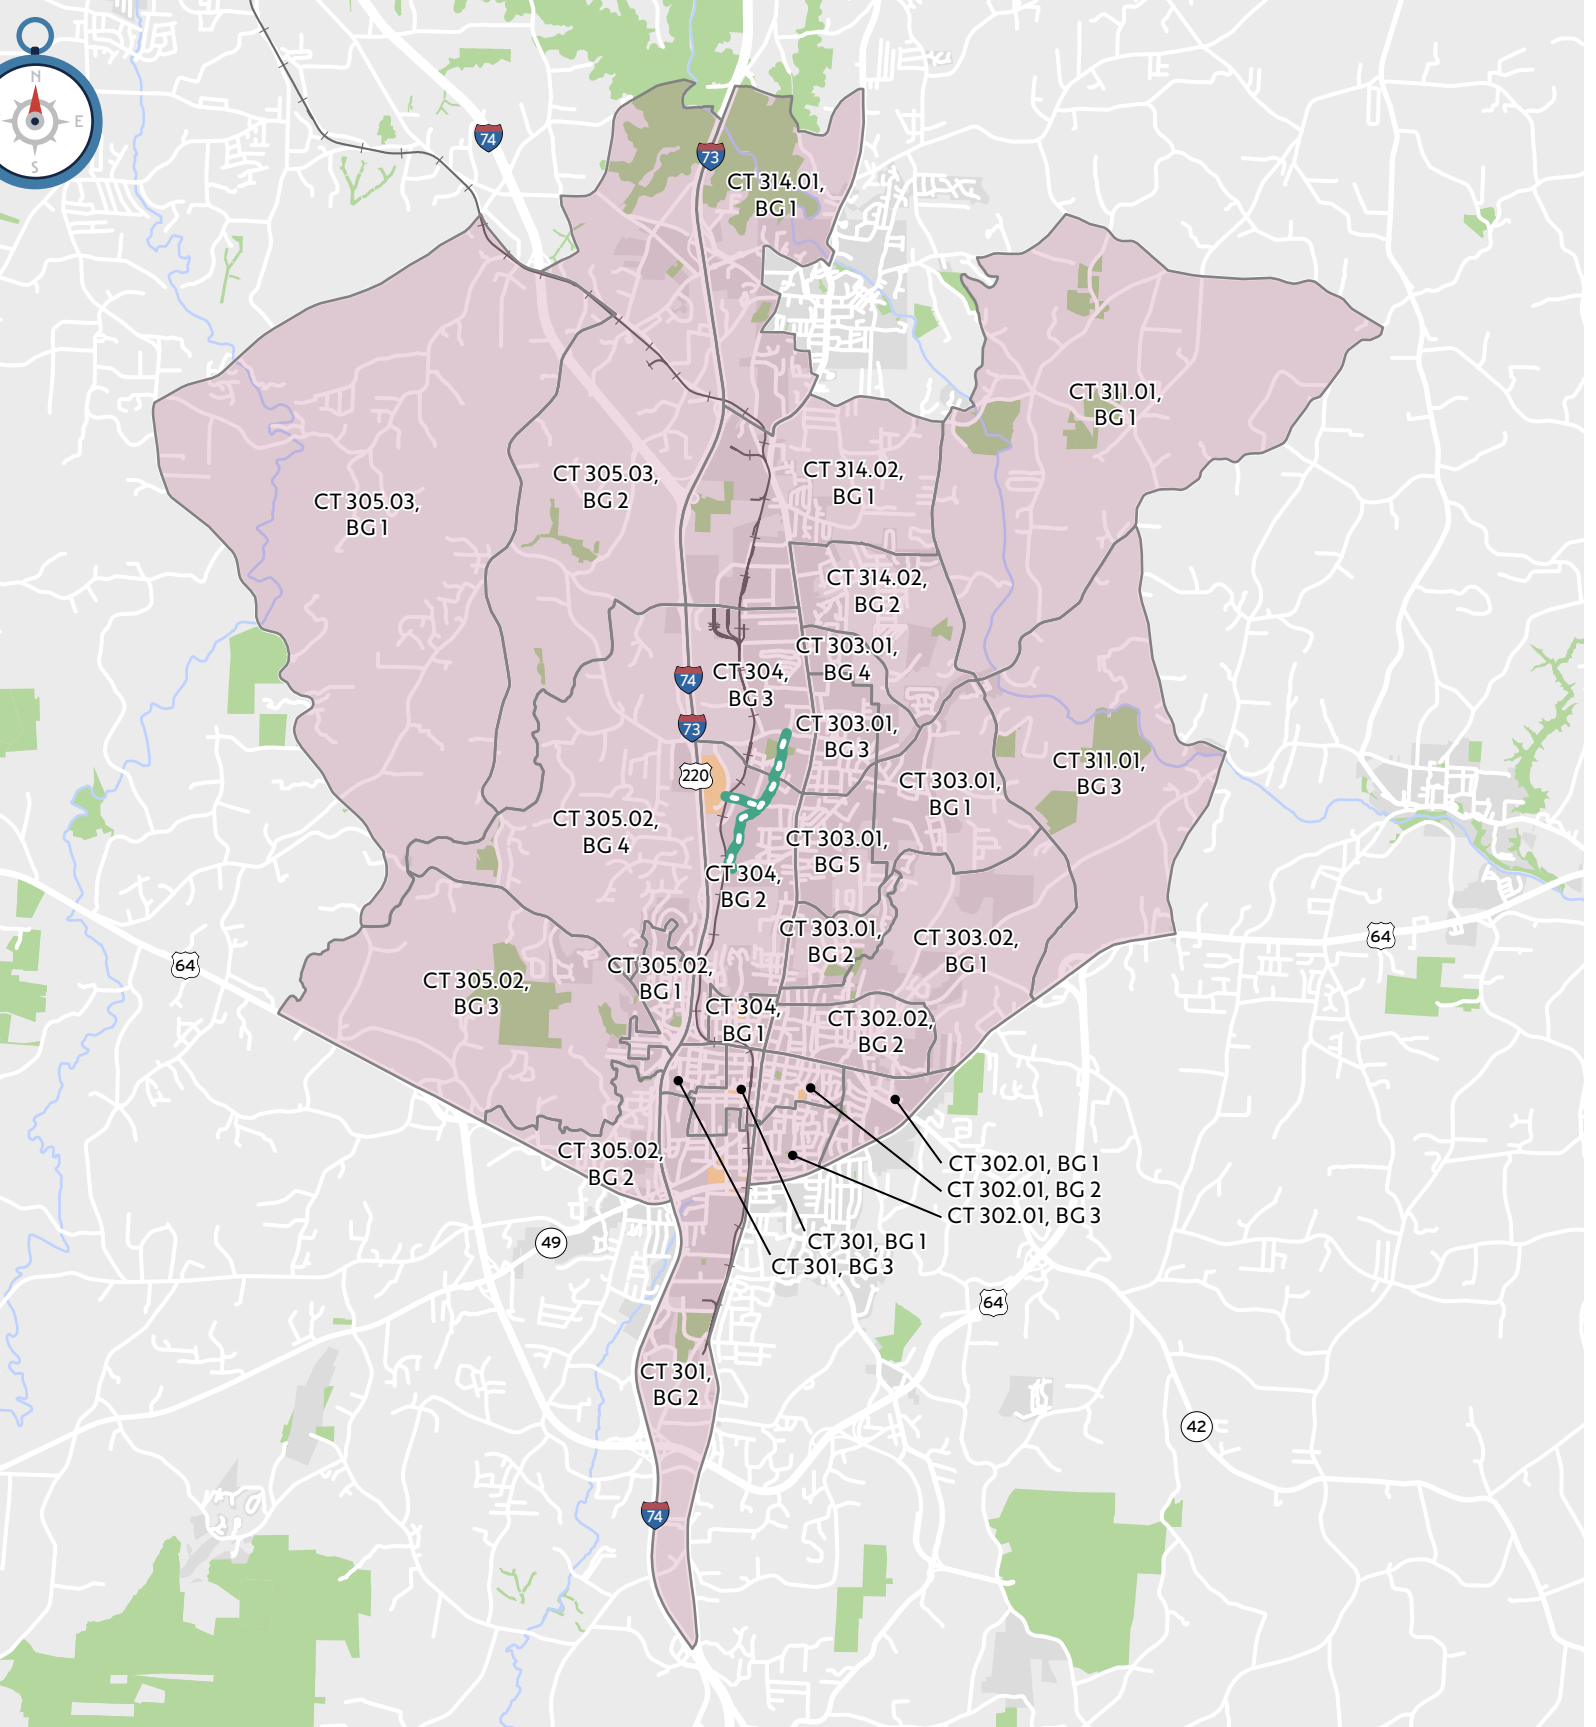 N
E
S
74
73
CT 314.01,
BG 1
CT 311.01,
BG 1
CT 305.03,
BG 2
CT 314.02,
BG 1
CT 305.03,
BG 1
CT 314.02,
BG 2
CT 303.01,
BG 4
74
CT 304,
BG 3
73
CT 303.01,
BG 3
220
CT 311.01,
BG 3
CT 303.01,
BG 1
CT 305.02,
BG 4
CT 303.01,
BG 5
CT 304,
BG 2
CT 303.01,
BG 2
CT 303.02,
BG 1
64
64
CT 305.02,
BG 1
CT 305.02,
BG 3
CT 304,
BG 1
CT 302.02,
BG 2
CT 305.02,
BG 2
CT 302.01, BG 1
CT 302.01, BG 2
CT 302.01, BG 3
49
CT 301, BG 1
CT 301, BG 3
64
CT 301,
BG 2
42
74